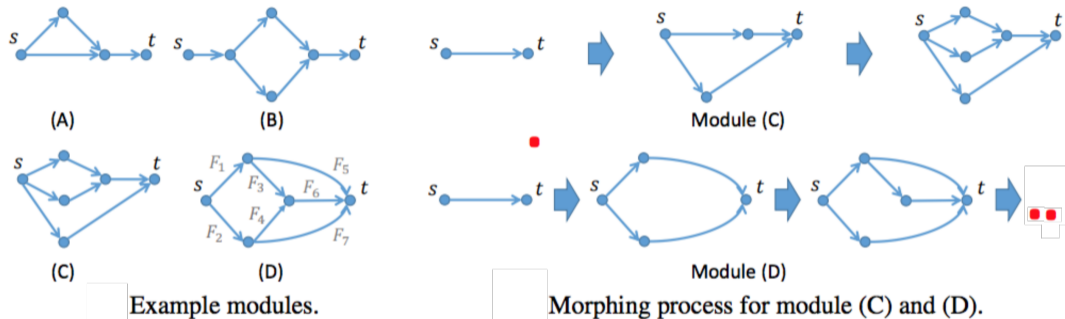 s t s t s t s t s t
(A) (B) Module (C)
s t s F₁ F₃ F₅ F₆ t F₄ F₂ F₇ s t s t s t
(C) (D) Module (D)
Example modules. Morphing process for module (C) and (D).